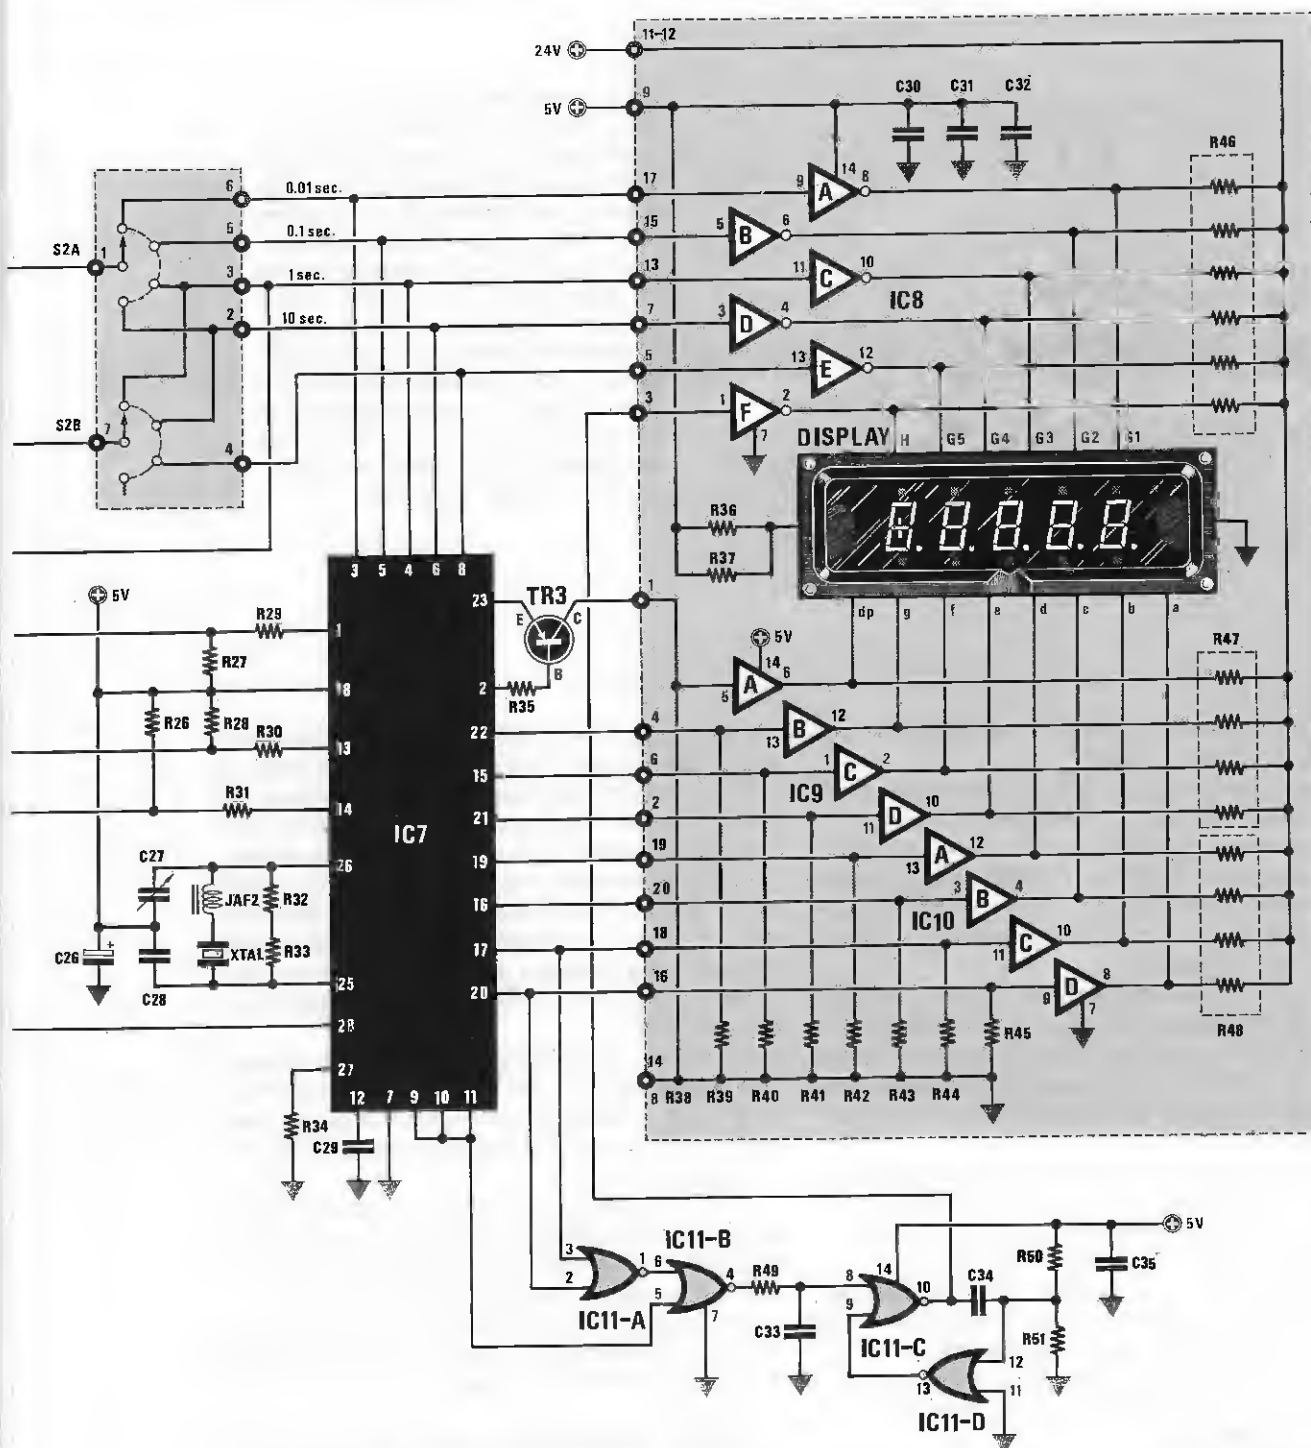 24V 11-12
5V 9
C30 C31 C32
R46
6 0.01 sec. 17 9 A 14 8
S2A 1 5 0.1 sec. 15 5 B 6
3 1 sec. 13 11 C 10
IC8
2 10 sec. 7 3 D 4
5 13 E 12
3 1 F 2
7
S2B 7 4
DISPLAY H G5 G4 G3 G2 G1
R36
R37
8.8.8.8.8.
3 5 4 6 8
5V
R29 1
23 TR3 E C B 1
dp g f e d c b a
R27
18 2 R35
5V 14 6
5 A
R47
R26 R28 R30 13
22 4 13 B 12
15 6 1 C 2
R31 14
IC7
IC9
21 2 11 D 10
C27 26
19 19 13 A 12
JAF2 R32
16 20 3 B 4
IC10
17 18 11 C 10
C26 + C28 XTAL R33 25
20 16 9 D 8
7
28
R45 R48
27
14
8 R38 R39 R40 R41 R42 R43 R44
12 7 9 10 11
R34 C29
5V
IC11-B
3 1 6 R49 14 C34 R50 C35
2 4 8 10
5 9
IC11-A 7 C33 IC11-C R51
12
13 11
IC11-D